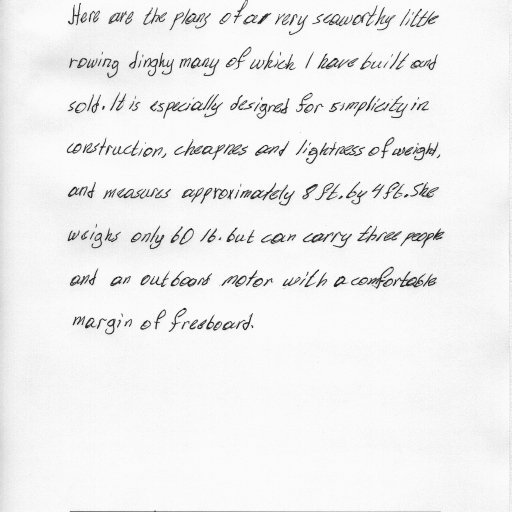 Here are the plans of a very seaworthy little
rowing dinghy many of which I have built and
sold. It is especially designed for simplicity in
construction, cheapnes and lightness of weight,
and measures approximately 8 ft. by 4 ft. She
weighs only 60 lb. but can carry three people
and an outboard motor with a comfortable
margin of freeboard.